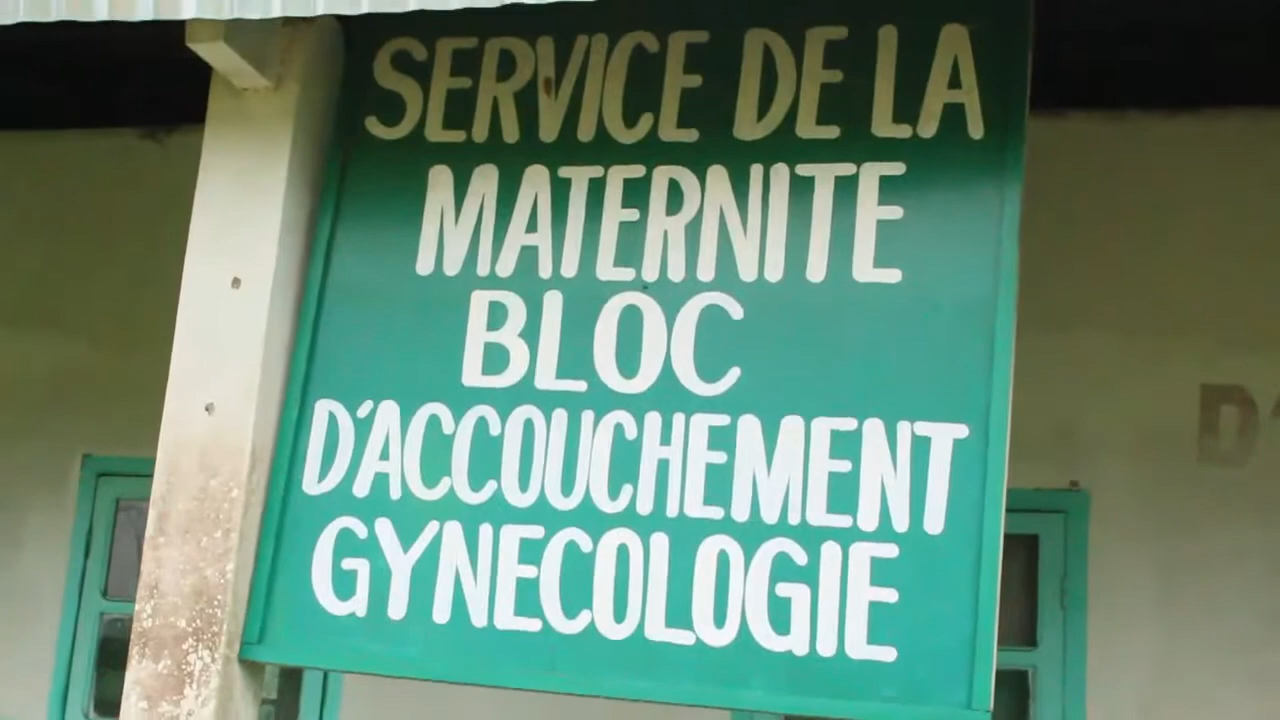 SERVICE DE LA
MATERNITE
BLOC
D'ACCOUCHEMENT
GYNECOLOGIE
D'